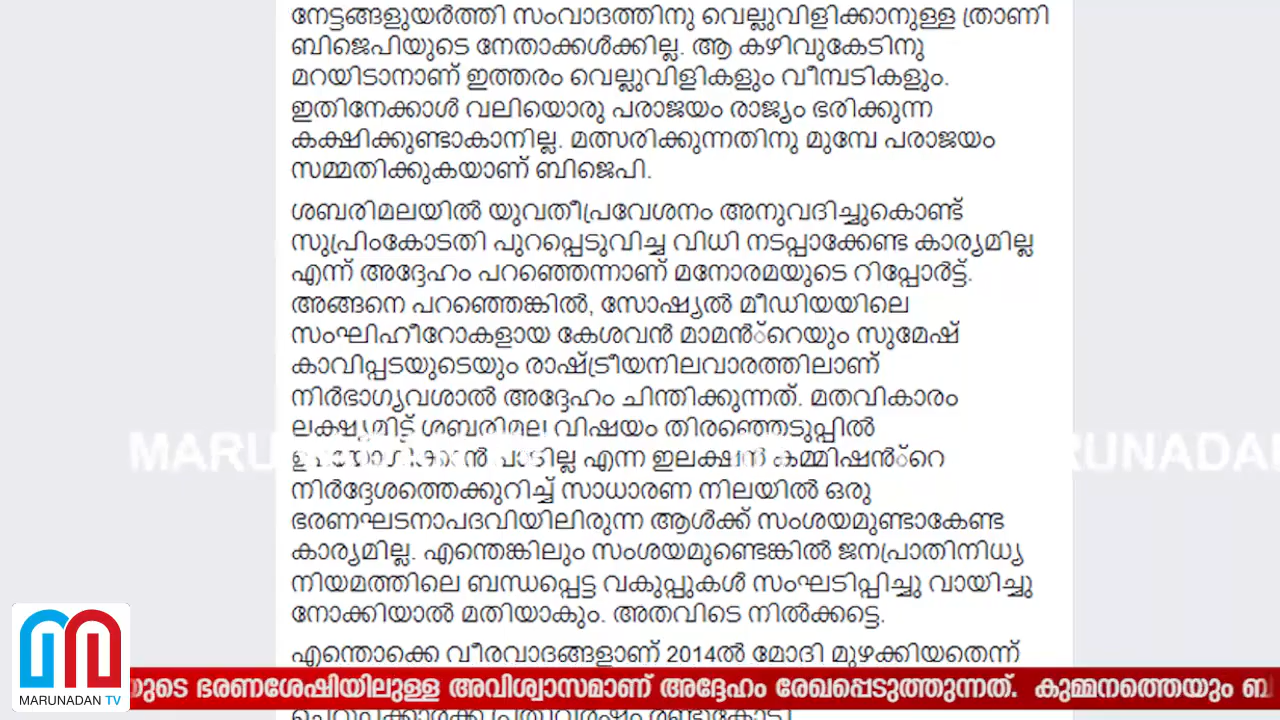 നേട്ടങ്ങളുയർത്തി സംവാദത്തിനു വെല്ലുവിളിക്കാനുള്ള ത്രാണി
ബിജെപിയുടെ നേതാക്കൾക്കില്ല. ആ കഴിവുകേടിനു
മറയിടാനാണ് ഇത്തരം വെല്ലുവിളികളും വീമ്പടികളും.
ഇതിനേക്കാൾ വലിയൊരു പരാജയം രാജ്യം ഭരിക്കുന്ന
കക്ഷിക്കുണ്ടാകാനില്ല. മത്സരിക്കുന്നതിനു മുമ്പേ പരാജയം
സമ്മതിക്കുകയാണ് ബിജെപി.
ശബരിമലയിൽ യുവതീപ്രവേശനം അനുവദിച്ചുകൊണ്ട്
സുപ്രിംകോടതി പുറപ്പെടുവിച്ച വിധി നടപ്പാക്കേണ്ട കാര്യമില്ല
എന്ന് അദ്ദേഹം പറഞ്ഞെന്നാണ് മനോരമയുടെ റിപ്പോർട്ട്.
അങ്ങനെ പറഞ്ഞെങ്കിൽ, സോഷ്യൽ മീഡിയയിലെ
സംഘിഹീറോകളായ കേശവൻ മാമൻ്റെയും സുമേഷ്
കാവിപ്പടയുടെയും രാഷ്ട്രീയനിലവാരത്തിലാണ്
നിർഭാഗ്യവശാൽ അദ്ദേഹം ചിന്തിക്കുന്നത്. മതവികാരം
ലക്ഷ്യമിട്ട് ശബരിമല വിഷയം തിരഞ്ഞെടുപ്പിൽ
ഉപയോഗിക്കാൻ പാടില്ല എന്ന ഇലക്ഷൻ കമ്മിഷൻ്റെ
നിർദ്ദേശത്തെക്കുറിച്ച് സാധാരണ നിലയിൽ ഒരു
ഭരണഘടനാപദവിയിലിരുന്ന ആൾക്ക് സംശയമുണ്ടാകേണ്ട
കാര്യമില്ല. എന്തെങ്കിലും സംശയമുണ്ടെങ്കിൽ ജനപ്രാതിനിധ്യ
നിയമത്തിലെ ബന്ധപ്പെട്ട വകുപ്പുകൾ സംഘടിപ്പിച്ചു വായിച്ചു
നോക്കിയാൽ മതിയാകും. അതവിടെ നിൽക്കട്ടെ.
എന്തൊക്കെ വീരവാദങ്ങളാണ് 2014ൽ മോദി മുഴക്കിയതെന്ന്
യുടെ ഭരണശേഷിയിലുള്ള അവിശ്വാസമാണ് അദ്ദേഹം രേഖപ്പെടുത്തുന്നത്. കുമ്മനത്തെയും ബ
MARUNADAN TV